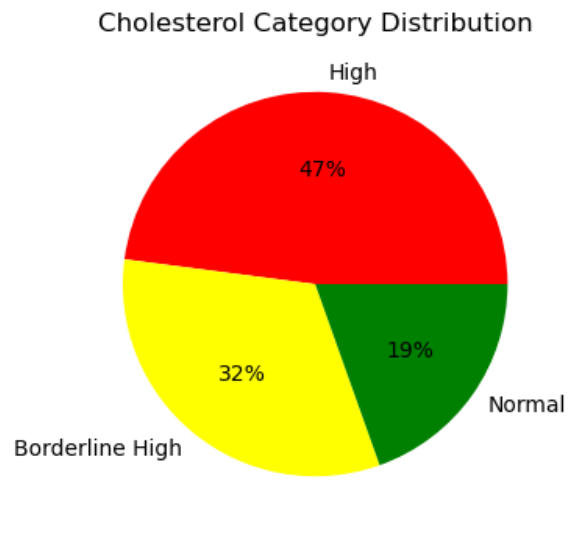 Cholesterol Category Distribution
High
47%
19%
32%
Normal
Borderline High